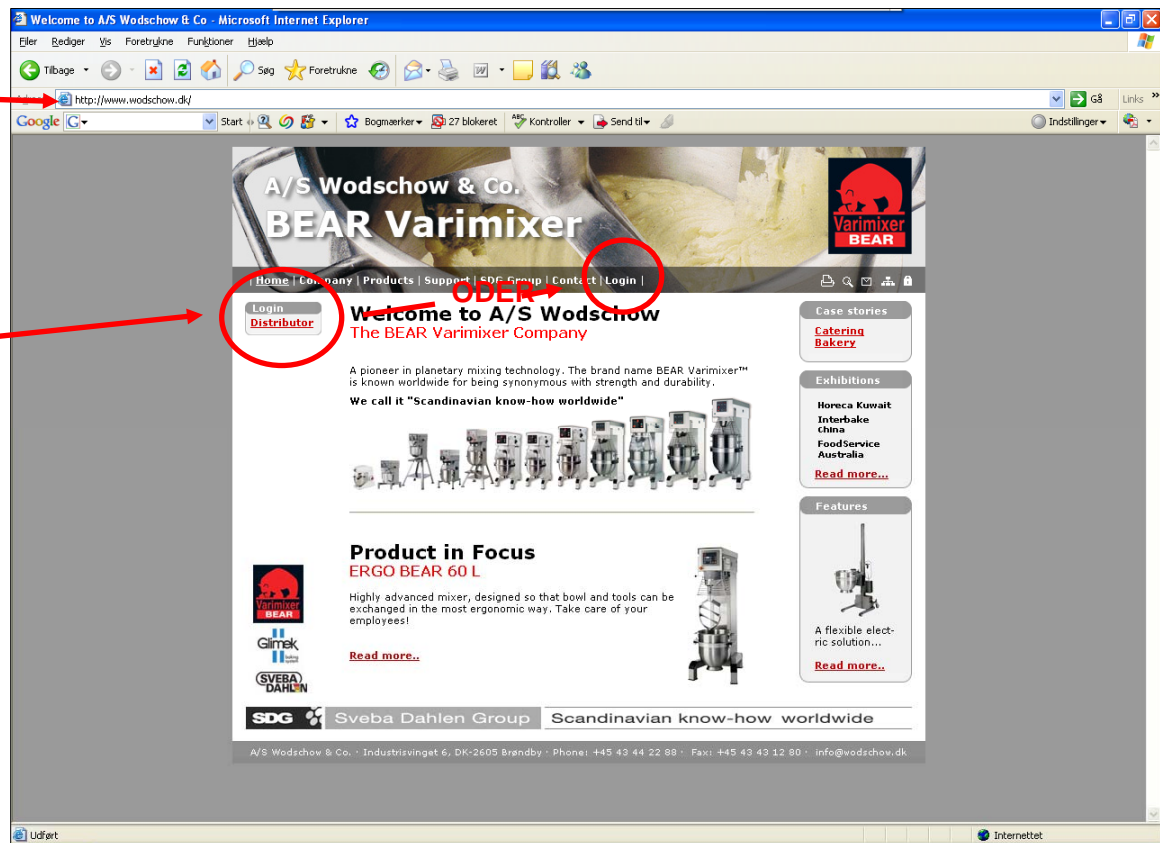 Welcome to A/S Wodschow & Co - Microsoft Internet Explorer
Filer Rediger Vis Foretrukne Funktioner Hjælp
Tilbage Søg Foretrukne
http://www.wodschow.dk/ Gå Links »
Google G Start Bogmærker 27 blokeret ABC Kontroller Send til Indstillinger
A/S Wodschow & Co.
BEAR Varimixer
Varimixer
BEAR
| Home | Company | Products | Support | SDG Group | Contact | Login |
ODER
Login
Distributor
Welcome to A/S Wodschow
The BEAR Varimixer Company
A pioneer in planetary mixing technology. The brand name BEAR Varimixer™
is known worldwide for being synonymous with strength and durability.
We call it "Scandinavian know-how worldwide"
Case stories
Catering
Bakery
Exhibitions
Horeca Kuwait
Interbake
China
FoodService
Australia
Read more...
Features
A flexible elect-
ric solution...
Read more..
Product in Focus
ERGO BEAR 60 L
Highly advanced mixer, designed so that bowl and tools can be
exchanged in the most ergonomic way. Take care of your
employees!
Read more..
Varimixer
BEAR
Glimek
SVEBA
DAHLEN
SDG Sveba Dahlen Group Scandinavian know-how worldwide
A/S Wodschow & Co. · Industrisvinget 6, DK-2605 Brøndby · Phone: +45 43 44 22 88 · Fax: +45 43 43 12 80 · info@wodschow.dk
Udført Internettet